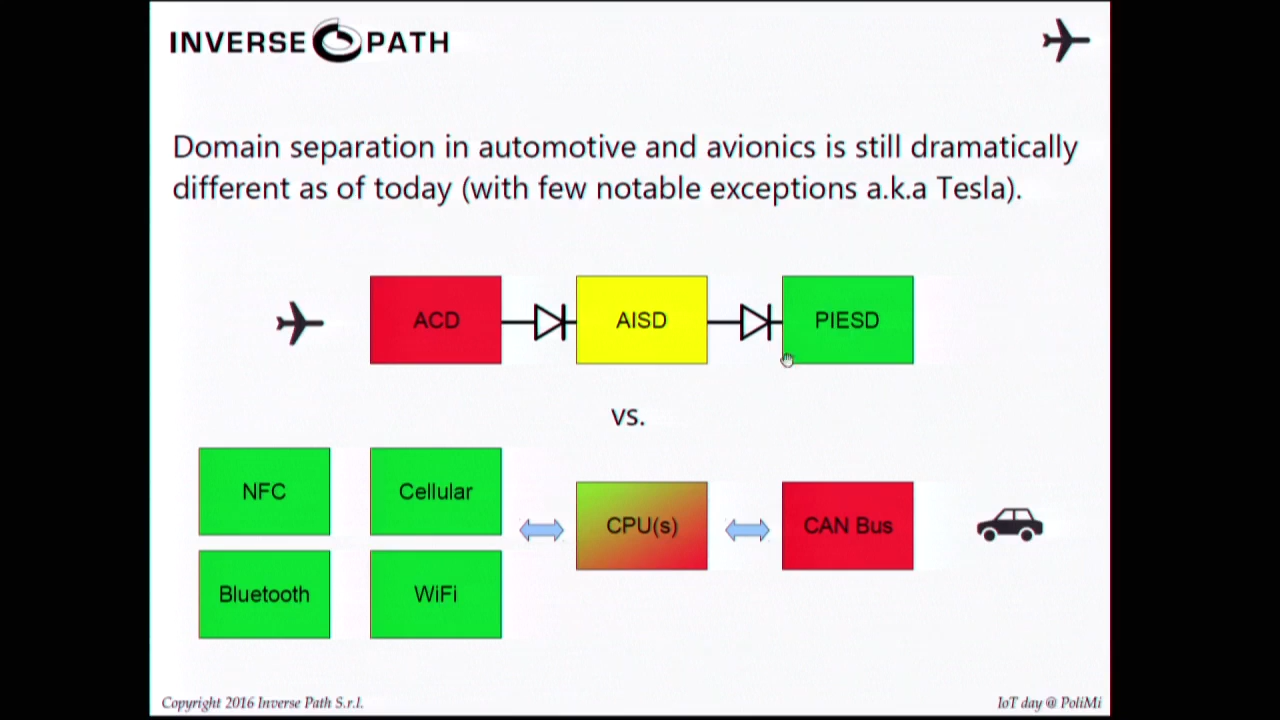 INVERSE PATH
Domain separation in automotive and avionics is still dramatically
different as of today (with few notable exceptions a.k.a Tesla).
ACD
AISD
PIESD
vs.
NFC
Cellular
CPU(s)
CAN Bus
Bluetooth
WiFi
Copyright 2016 Inverse Path S.r.l.
IoT day @ PoliMi